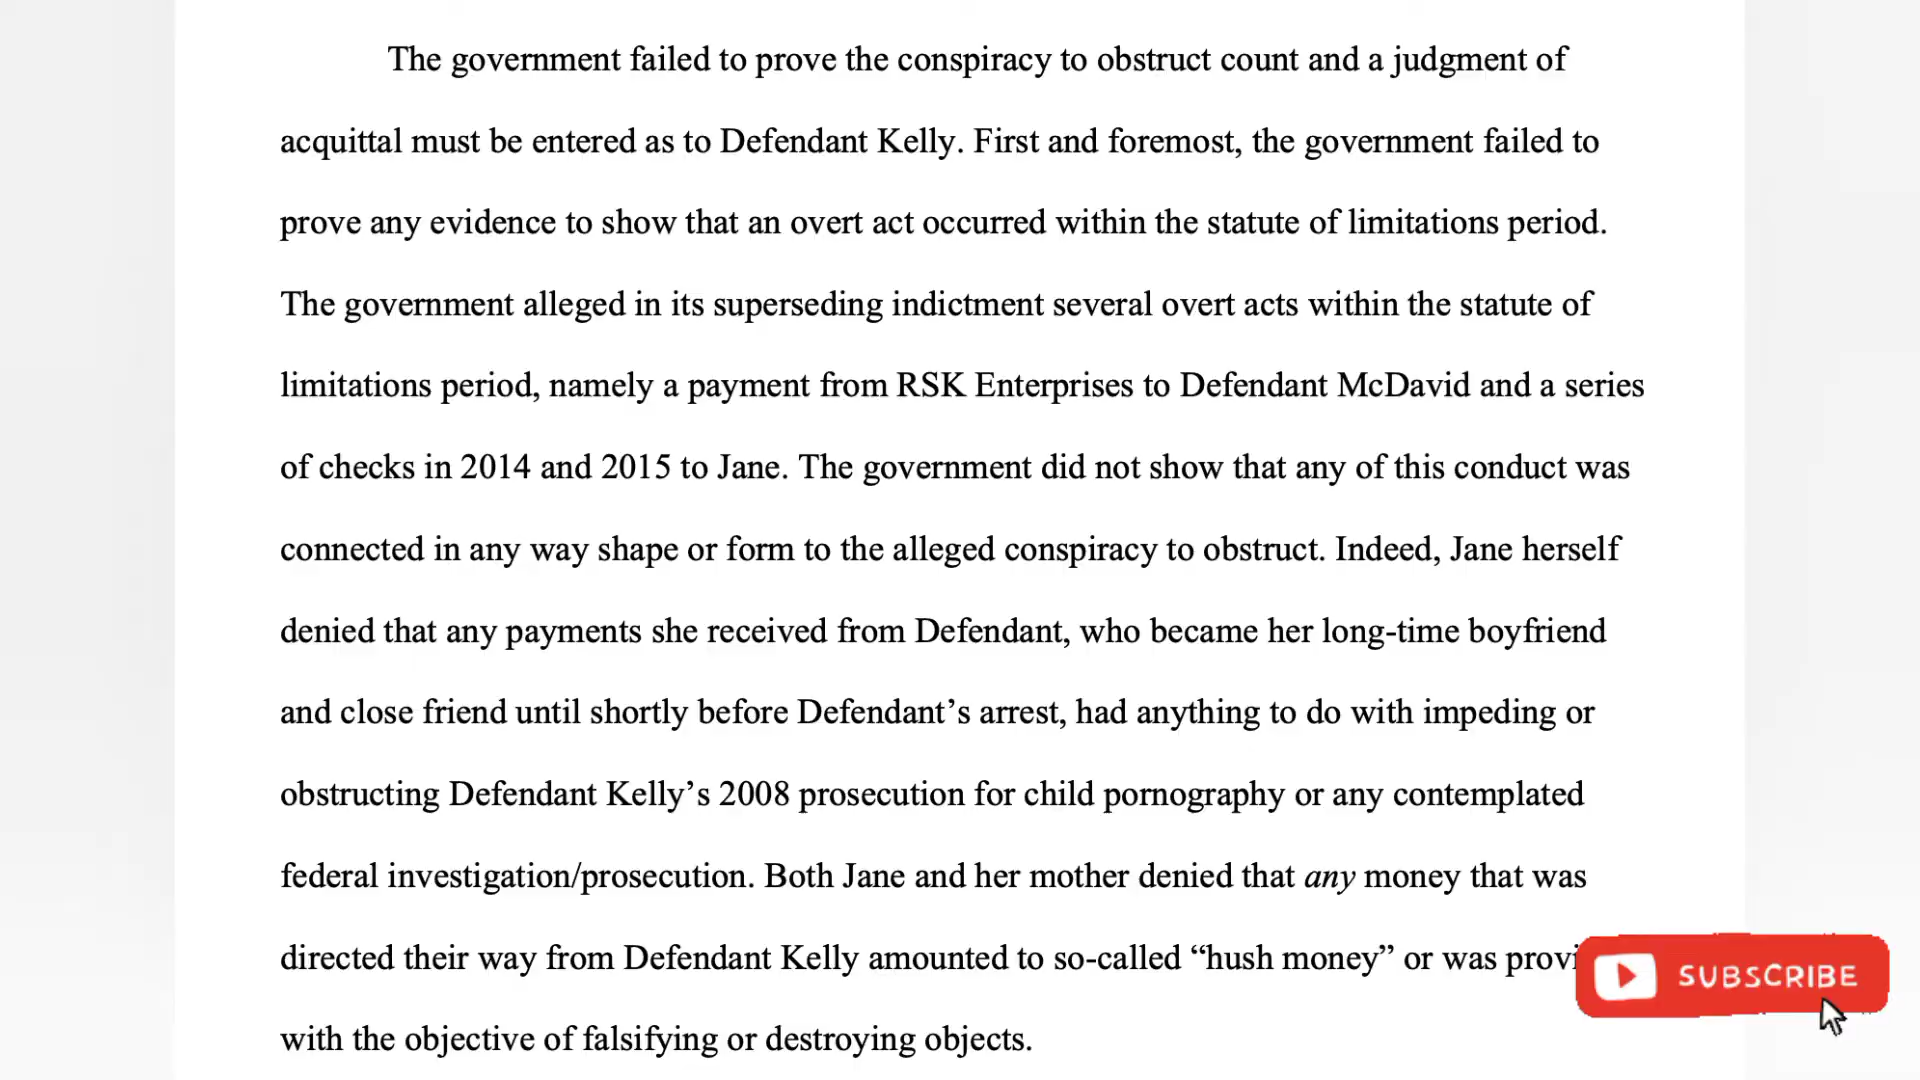 The government failed to prove the conspiracy to obstruct count and a judgment of
acquittal must be entered as to Defendant Kelly. First and foremost, the government failed to
prove any evidence to show that an overt act occurred within the statute of limitations period.
The government alleged in its superseding indictment several overt acts within the statute of
limitations period, namely a payment from RSK Enterprises to Defendant McDavid and a series
of checks in 2014 and 2015 to Jane. The government did not show that any of this conduct was
connected in any way shape or form to the alleged conspiracy to obstruct. Indeed, Jane herself
denied that any payments she received from Defendant, who became her long-time boyfriend
and close friend until shortly before Defendant’s arrest, had anything to do with impeding or
obstructing Defendant Kelly’s 2008 prosecution for child pornography or any contemplated
federal investigation/prosecution. Both Jane and her mother denied that any money that was
directed their way from Defendant Kelly amounted to so-called “hush money” or was
SUBSCRIBE
with the objective of falsifying or destroying objects.